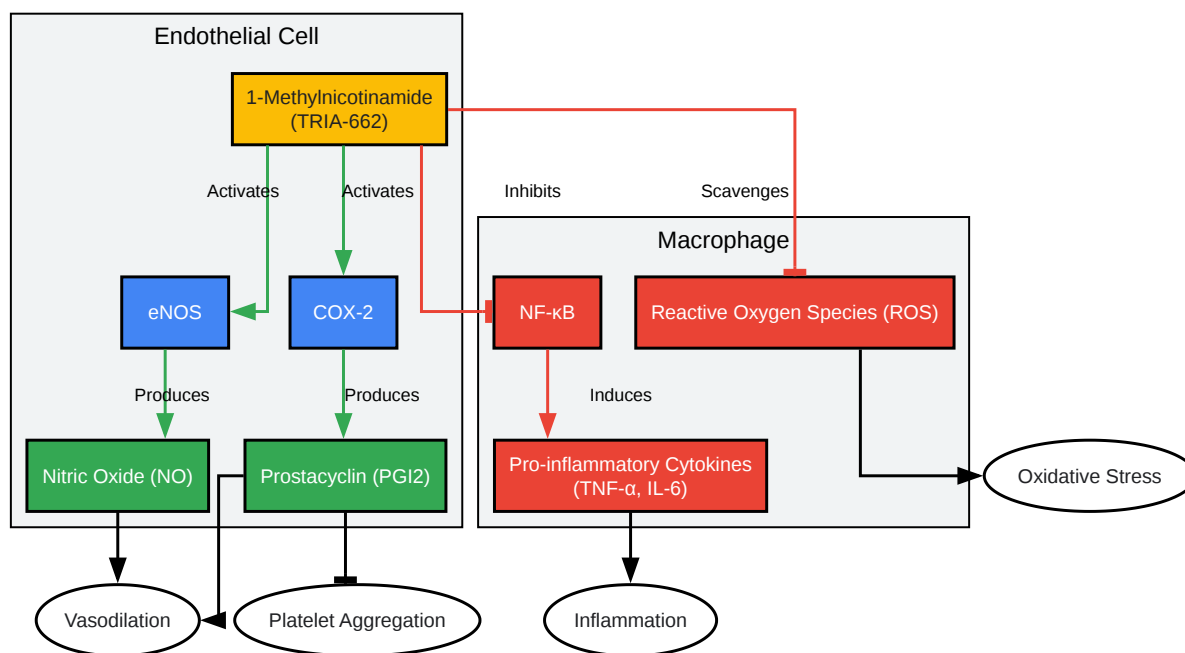 Endothelial Cell
1-Methylnicotinamide
(TRIA-662)
Activates
Activates
Inhibits
Scavenges
Macrophage
eNOS
COX-2
NF-κB
Reactive Oxygen Species (ROS)
Produces
Produces
Induces
Nitric Oxide (NO)
Prostacyclin (PGI2)
Pro-inflammatory Cytokines
(TNF-α, IL-6)
Oxidative Stress
Vasodilation
Platelet Aggregation
Inflammation